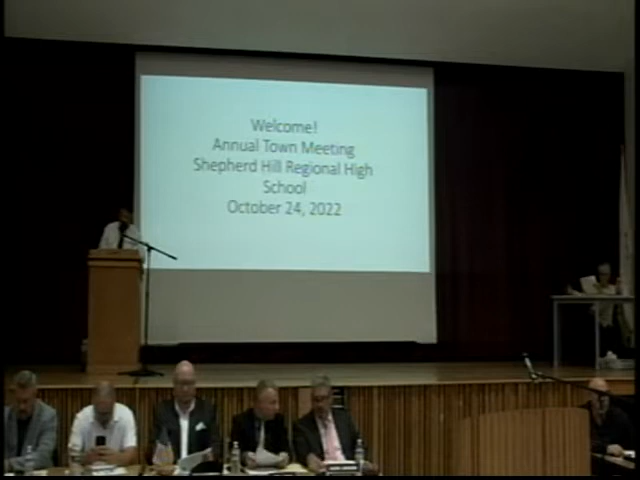 Welcome!
Annual Town Meeting
Shepherd Hill Regional High
School
October 24, 2022